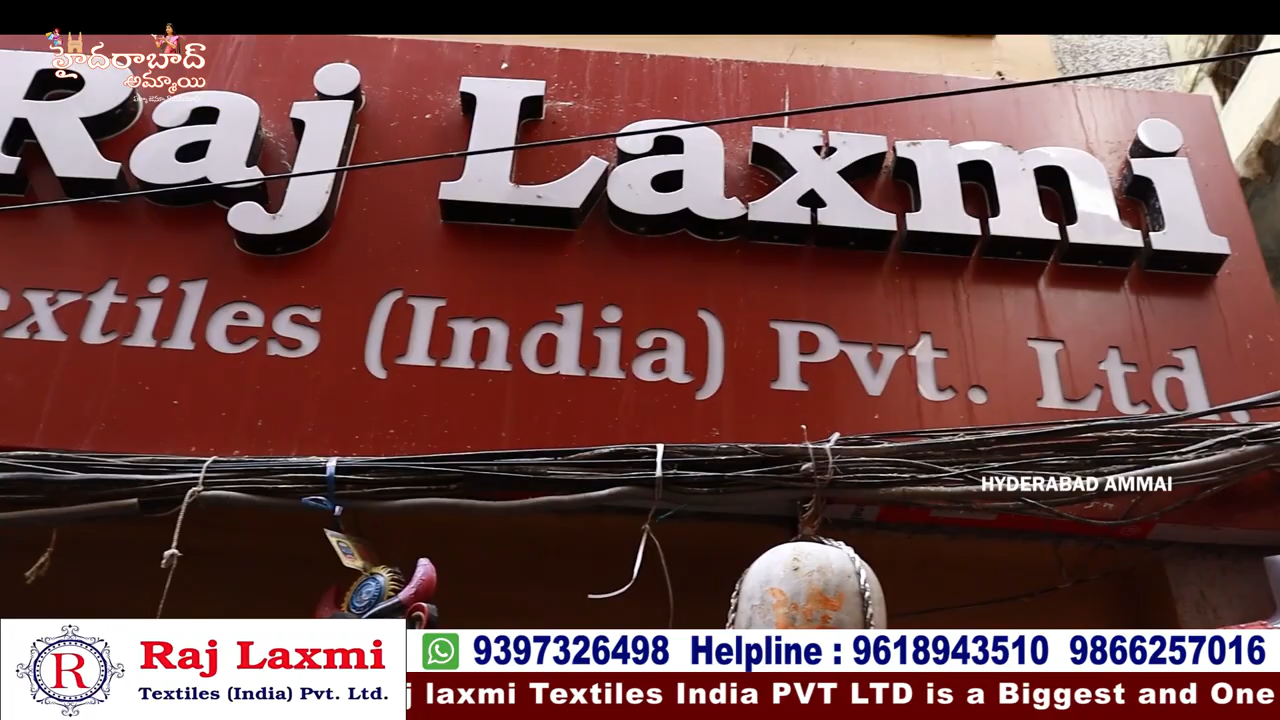 హైదరాబాద్
అమ్మాయి
Raj Laxmi
extiles (India) Pvt. Ltd.
HYDERABAD AMMAI
R
Raj Laxmi
Textiles (India) Pvt. Ltd.
9397326498 Helpline : 9618943510 9866257016
j laxmi Textiles India PVT LTD is a Biggest and One